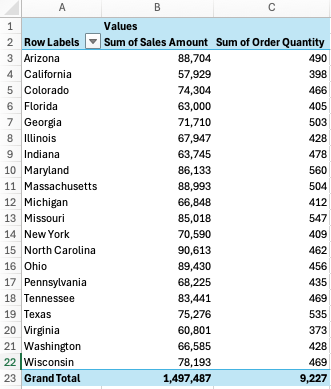 A B C
1 Values
2 Row Labels Sum of Sales Amount Sum of Order Quantity
3 Arizona 88,704 490
4 California 57,929 398
5 Colorado 74,304 466
6 Florida 63,000 405
7 Georgia 71,710 503
8 Illinois 67,947 428
9 Indiana 63,745 478
10 Maryland 86,133 560
11 Massachusetts 88,993 504
12 Michigan 66,848 412
13 Missouri 85,018 547
14 New York 70,590 409
15 North Carolina 90,613 462
16 Ohio 89,430 456
17 Pennsylvania 68,225 435
18 Tennessee 83,441 469
19 Texas 75,276 535
20 Virginia 60,801 373
21 Washington 66,585 428
22 Wisconsin 78,193 469
23 Grand Total 1,497,487 9,227